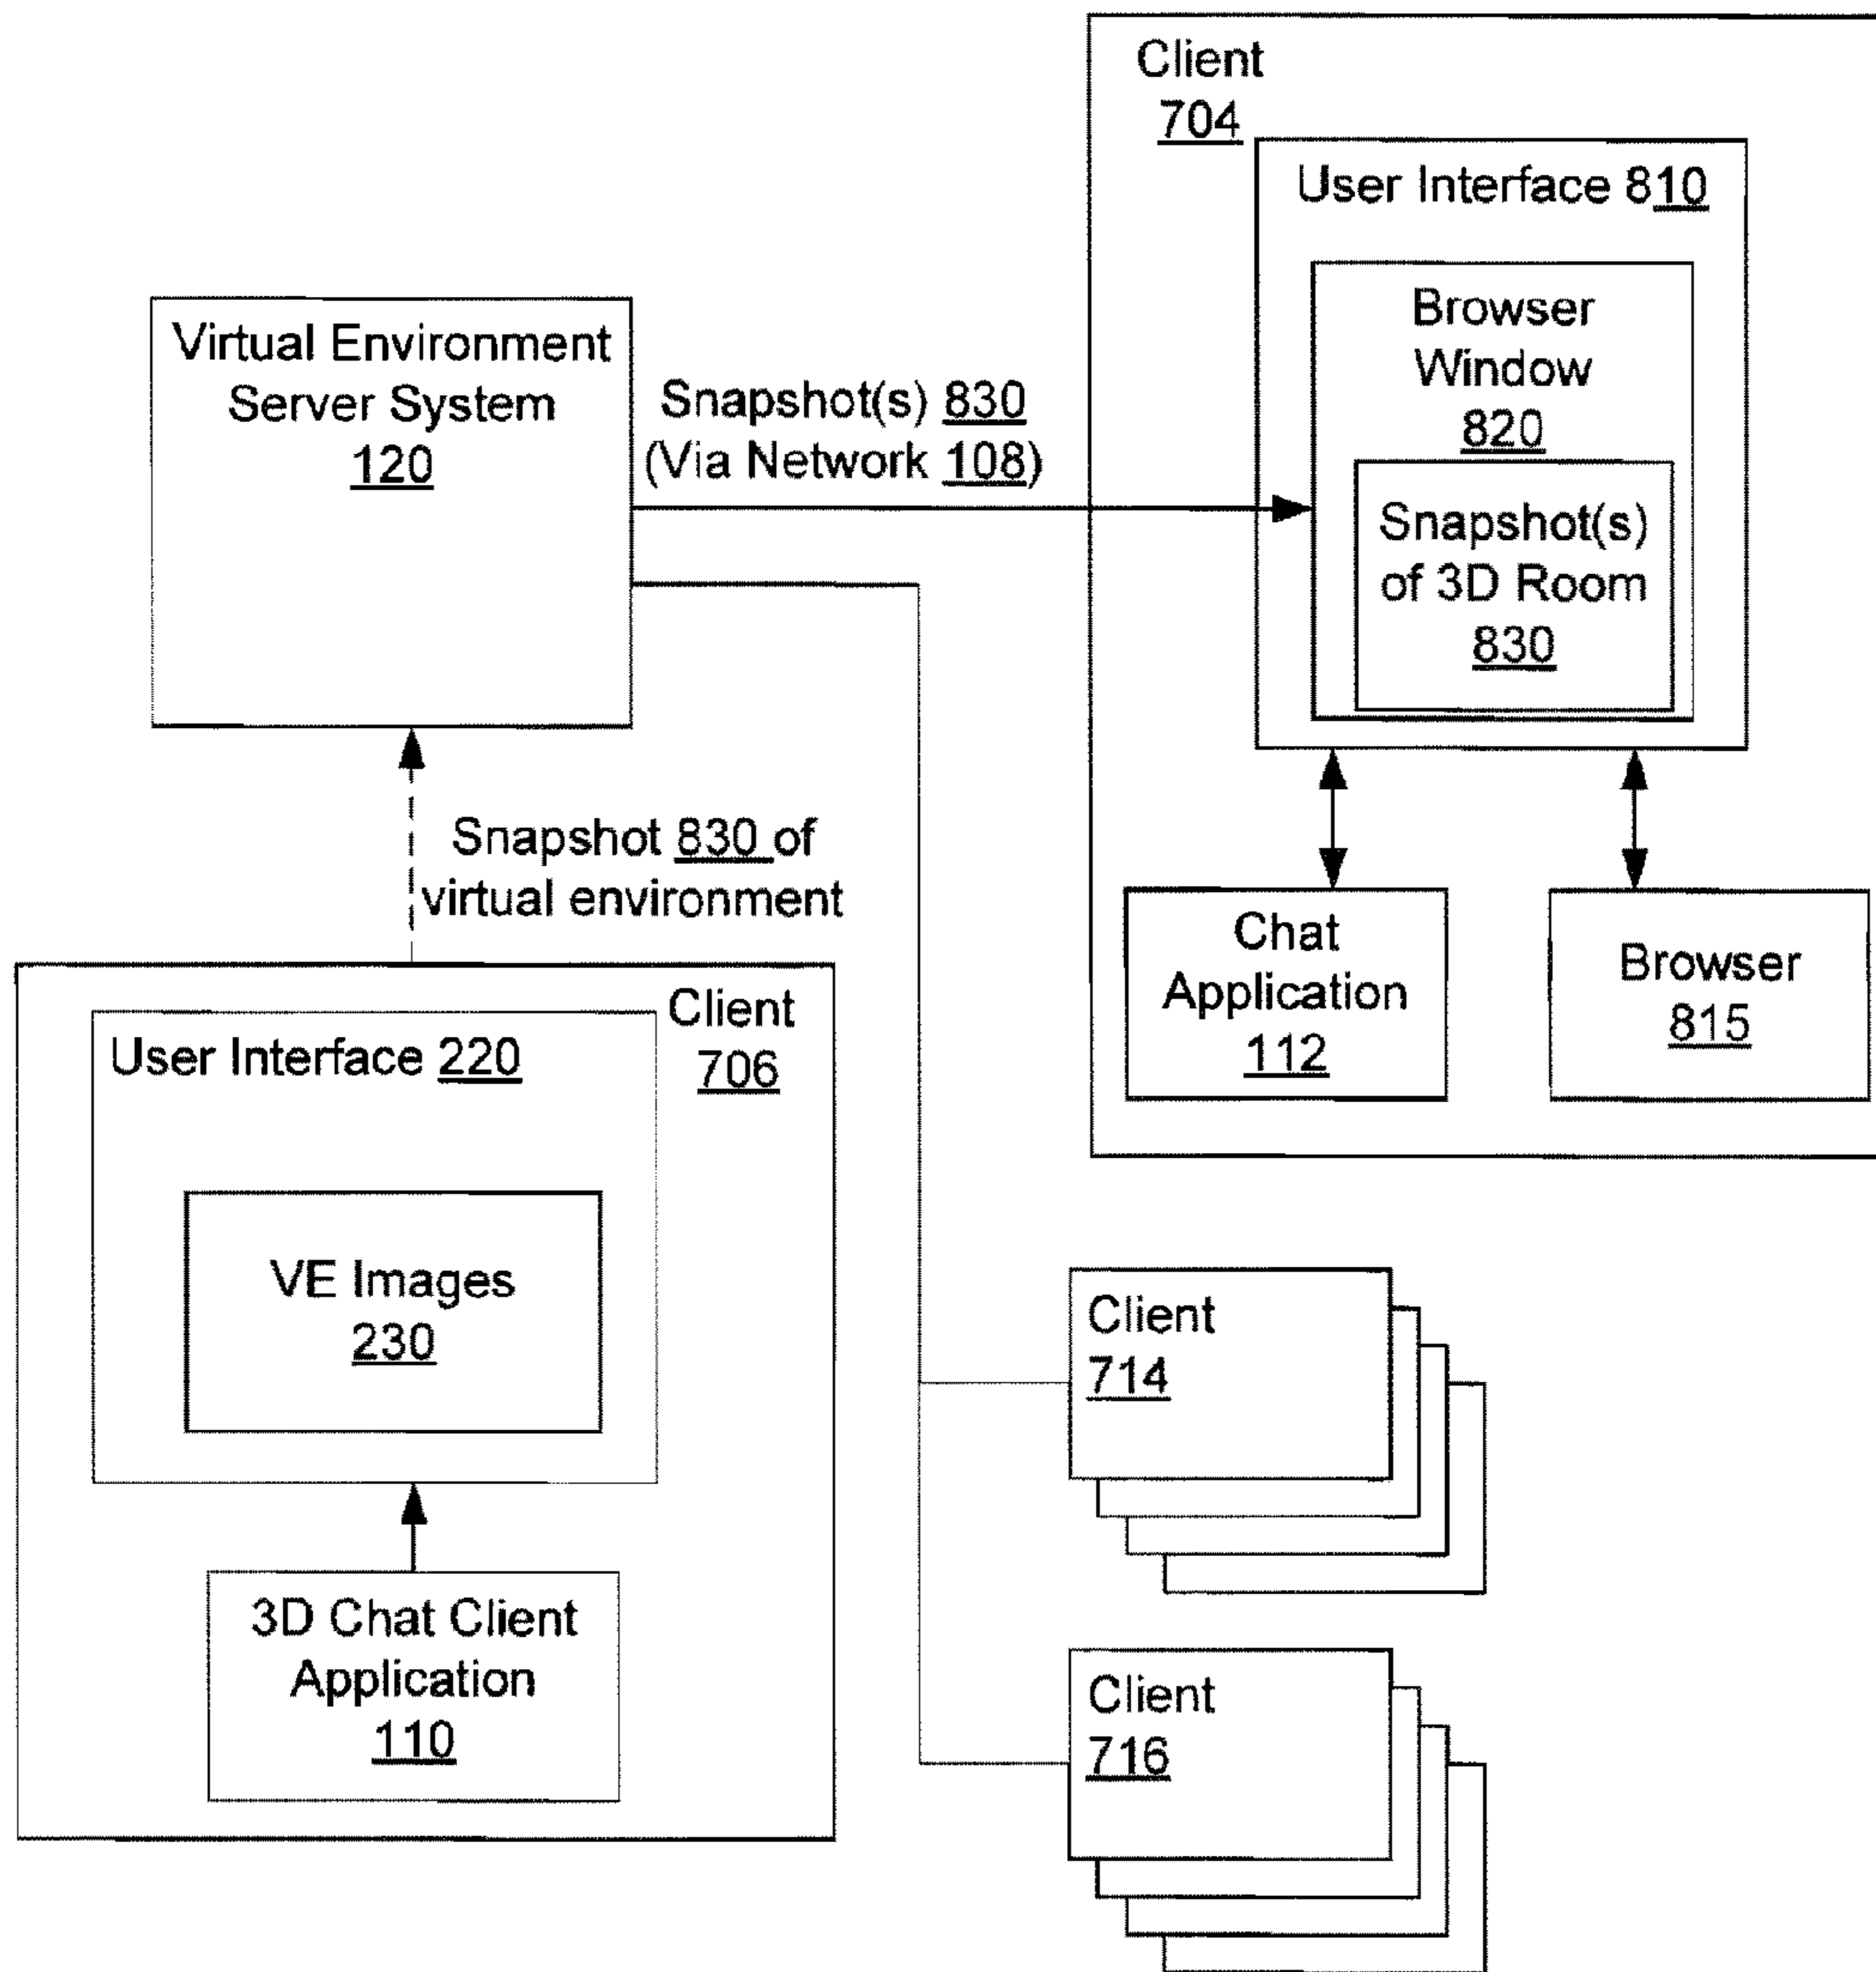 Client
704
User Interface 810
Browser
Window
820
Snapshot(s)
of 3D Room
830
Virtual Environment
Server System
120
Snapshot(s) 830
(Via Network 108)
Snapshot 830 of
virtual environment
Chat
Application
112
Browser
815
Client
706
User Interface 220
VE Images
230
3D Chat Client
Application
110
Client
714
Client
716